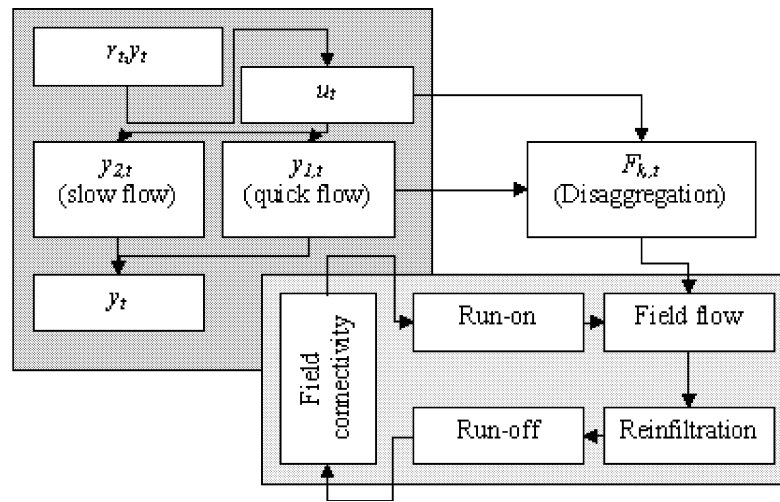 r_t,y_t
u_t
y_{2,t}
(slow flow)
y_{1,t}
(quick flow)
F_{k,,t}
(Disaggregation)
y_t
Field
connectivity
Run-on
Field flow
Run-off
Reinfiltration